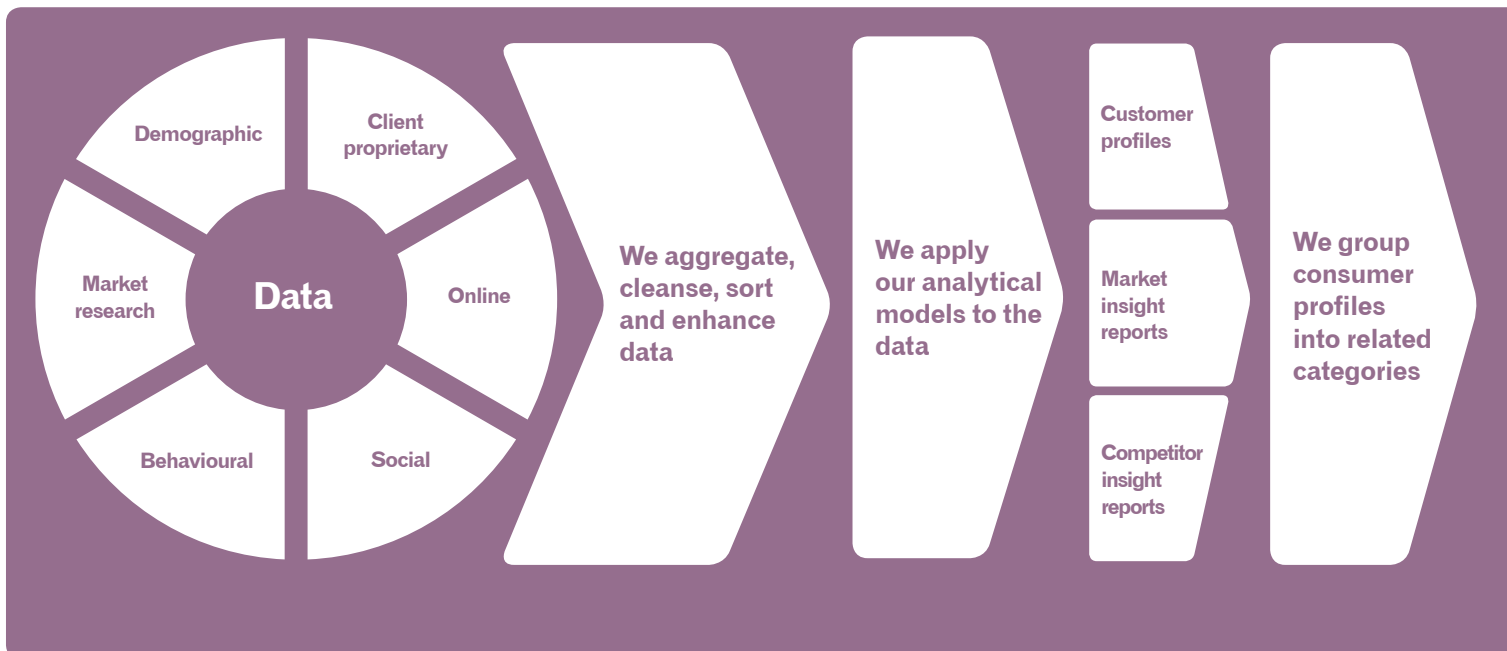 Demographic
Client
proprietary
Market
research
Data
Online
Behavioural
Social
We aggregate,
cleanse, sort
and enhance
data
We apply
our analytical
models to the
data
Customer
profiles
Market
insight
reports
Competitor
insight
reports
We group
consumer
profiles
into related
categories